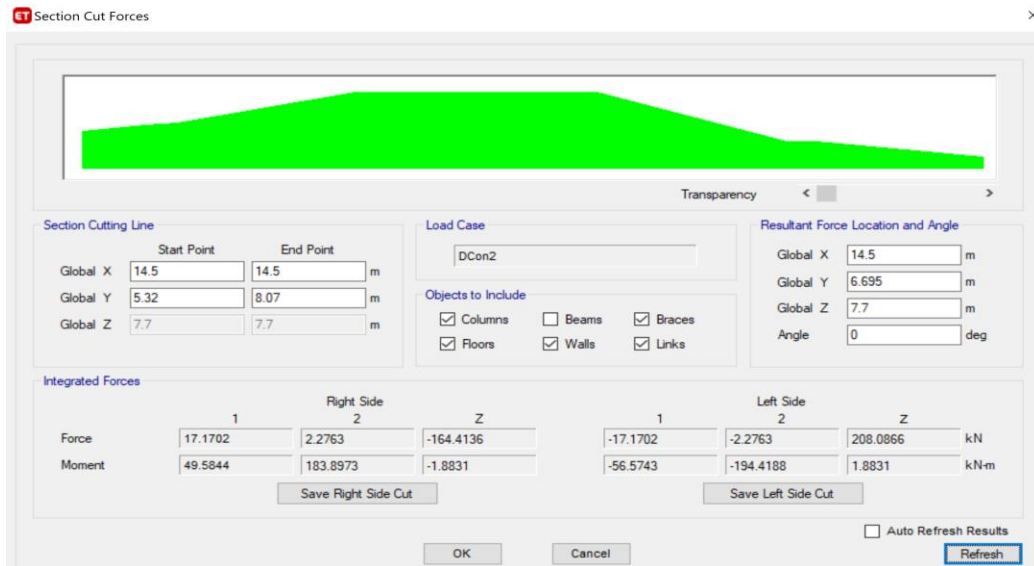 ET Section Cut Forces
Transparency
Section Cutting Line
Start Point End Point
Global X 14.5 14.5 m
Global Y 5.32 8.07 m
Global Z 7.7 7.7 m
Load Case
DCon2
Objects to Include
Columns Beams Braces
Floors Walls Links
Resultant Force Location and Angle
Global X 14.5 m
Global Y 6.695 m
Global Z 7.7 m
Angle 0 deg
Integrated Forces
Right Side Left Side
1 2 Z 1 2 Z
Force 17.1702 2.2763 -164.4136 -17.1702 -2.2763 208.0866 kN
Moment 49.5844 183.8973 -1.8831 -56.5743 -194.4188 1.8831 kN-m
Save Right Side Cut Save Left Side Cut
Auto Refresh Results
OK Cancel Refresh